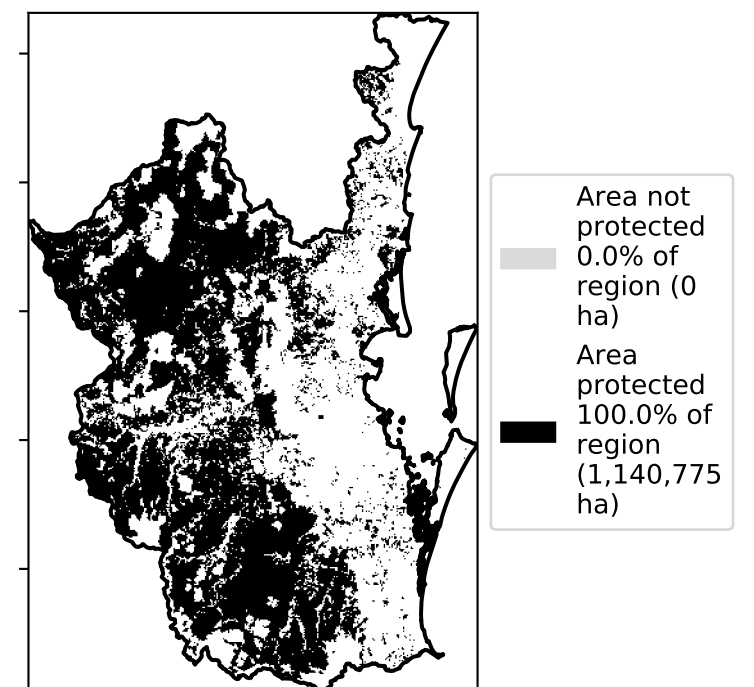 Area not
protected
0.0% of
region (0
ha)
Area
protected
100.0% of
region
(1,140,775
ha)